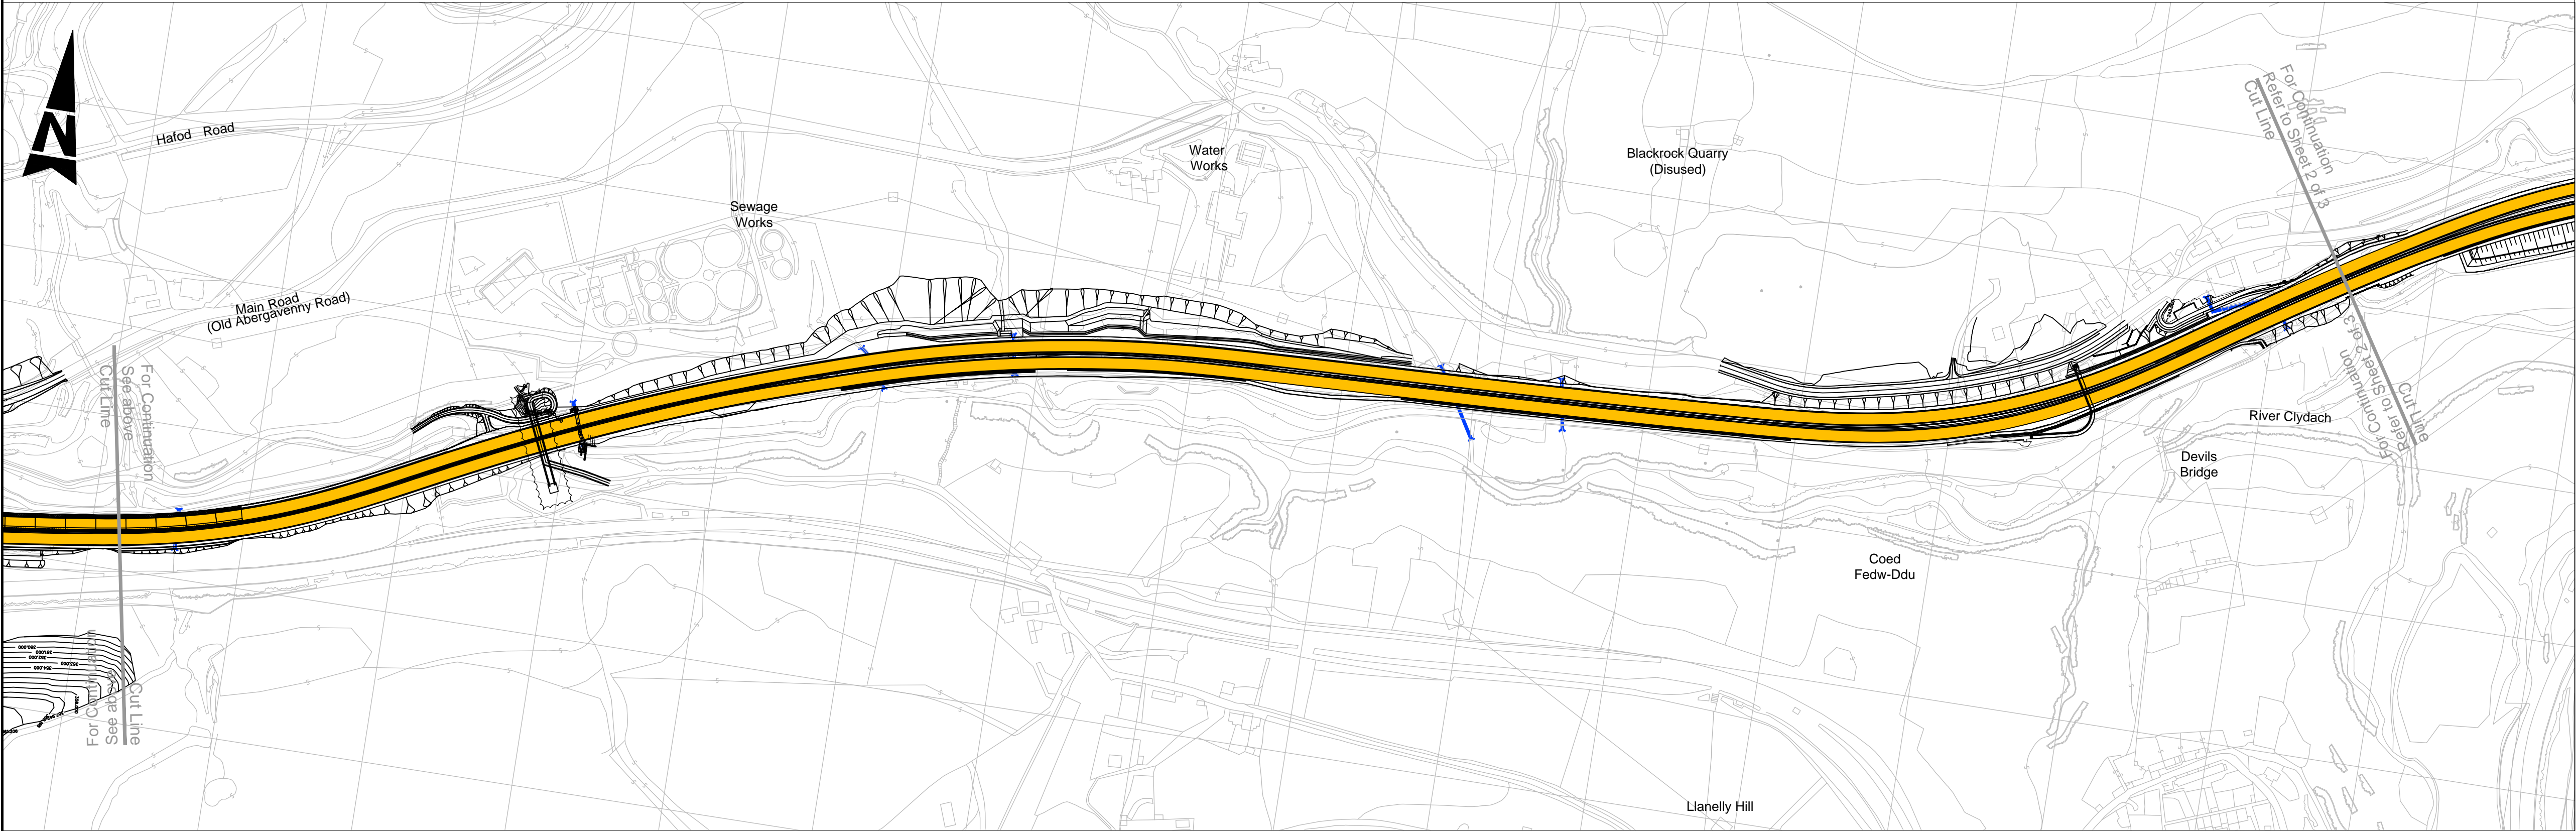 N
Hafod Road
Main Road
(Old Abergavenny Road)
For Continuation
See above
Cut Line
Sewage
Works
Water
Works
Blackrock Quarry
(Disused)
For Continuation
Refer to Sheet 2 of 3
Cut Line
River Clydach
Devils
Bridge
Cut Line
Refer to Sheet 2 of 3
For Continuation
Coed
Fedw-Ddu
Llanelly Hill
For Continuation
See above
Cut Line